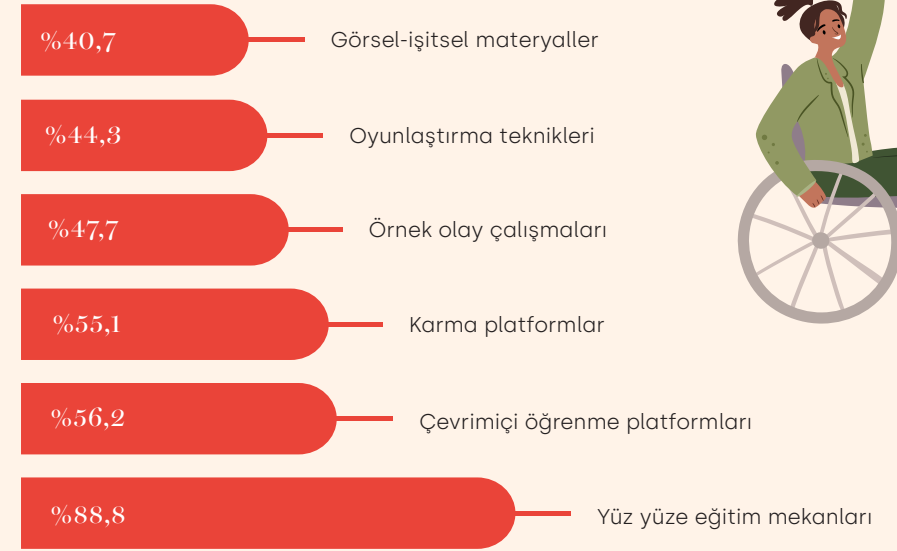 %40,7 Görsel-işitsel materyaller
%44,3 Oyunlaştırma teknikleri
%47,7 Örnek olay çalışmaları
%55,1 Karma platformlar
%56,2 Çevrimiçi öğrenme platformları
%88,8 Yüz yüze eğitim mekanları